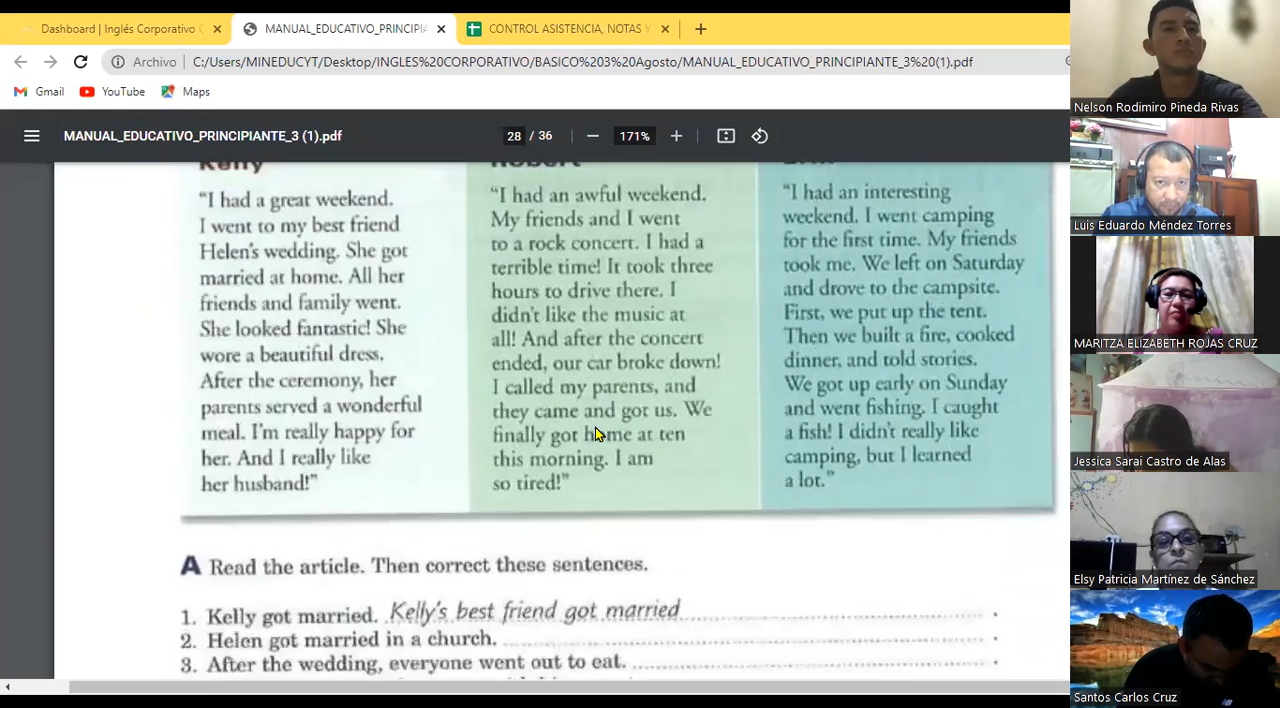 Dashboard | Inglés Corporativo
MANUAL_EDUCATIVO_PRINCIPIA
CONTROL ASISTENCIA, NOTAS Y
Archivo
C:/Users/MINEDUCYT/Desktop/INGLES%20CORPORATIVO/BASICO%203%20Agosto/MANUAL_EDUCATIVO_PRINCIPIANTE_3%20(1).pdf
Gmail
YouTube
Maps
MANUAL_EDUCATIVO_PRINCIPIANTE_3 (1).pdf
28 / 36
171%
Kelly
"I had a great weekend.
I went to my best friend
Helen's wedding. She got
married at home. All her
friends and family went.
She looked fantastic! She
wore a beautiful dress.
After the ceremony, her
parents served a wonderful
meal. I'm really happy for
her. And I really like
her husband!"
Robert
"I had an awful weekend.
My friends and I went
to a rock concert. I had a
terrible time! It took three
hours to drive there. I
didn't like the music at
all! And after the concert
ended, our car broke down!
I called my parents, and
they came and got us. We
finally got home at ten
this morning. I am
so tired!"
"I had an interesting
weekend. I went camping
for the first time. My friends
took me. We left on Saturday
and drove to the campsite.
First, we put up the tent.
Then we built a fire, cooked
dinner, and told stories.
We got up early on Sunday
and went fishing. I caught
a fish! I didn't really like
camping, but I learned
a lot."
A Read the article. Then correct these sentences.
1. Kelly got married. Kelly's best friend got married .
2. Helen got married in a church. .
3. After the wedding, everyone went out to eat. .
Nelson Rodimiro Pineda Rivas
Luis Eduardo Méndez Torres
MARITZA ELIZABETH ROJAS CRUZ
Jessica Sarai Castro de Alas
Elsy Patricia Martínez de Sánchez
Santos Carlos Cruz